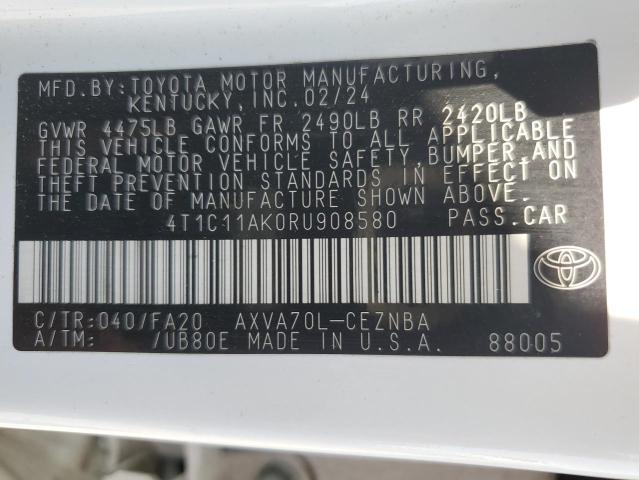 MFD.BY: TOYOTA MOTOR MANUFACTURING,
KENTUCKY, INC. 02/24
GVWR 4475LB GAWR FR 2490LB RR 2420LB
THIS VEHICLE CONFORMS TO ALL APPLICABLE
FEDERAL MOTOR VEHICLE SAFETY, BUMPER, AND
THEFT PREVENTION STANDARDS IN EFFECT ON
THE DATE OF MANUFACTURE SHOWN ABOVE.
4T1C11AK0RU908580 PASS.CAR
C/TR: 040/FA20 AXVA70L-CEZNBA
A/TM: /UB80E MADE IN U.S.A. 88005